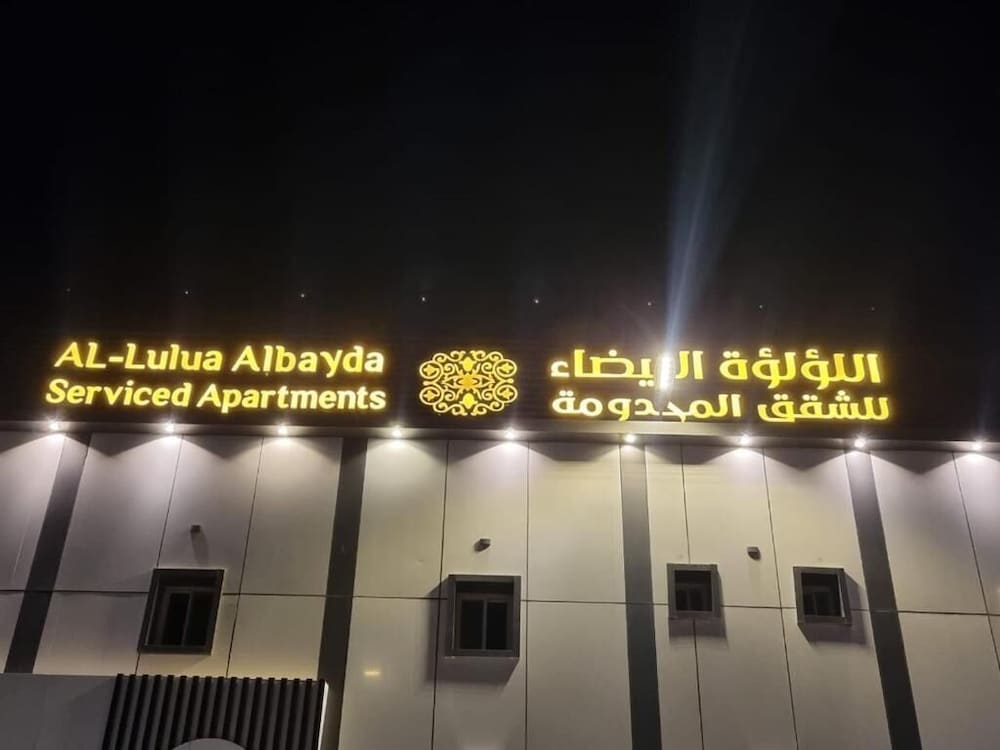 AL-Lulua Albayda
Serviced Apartments
اللؤلؤة البيضاء
للشقق المخدومة